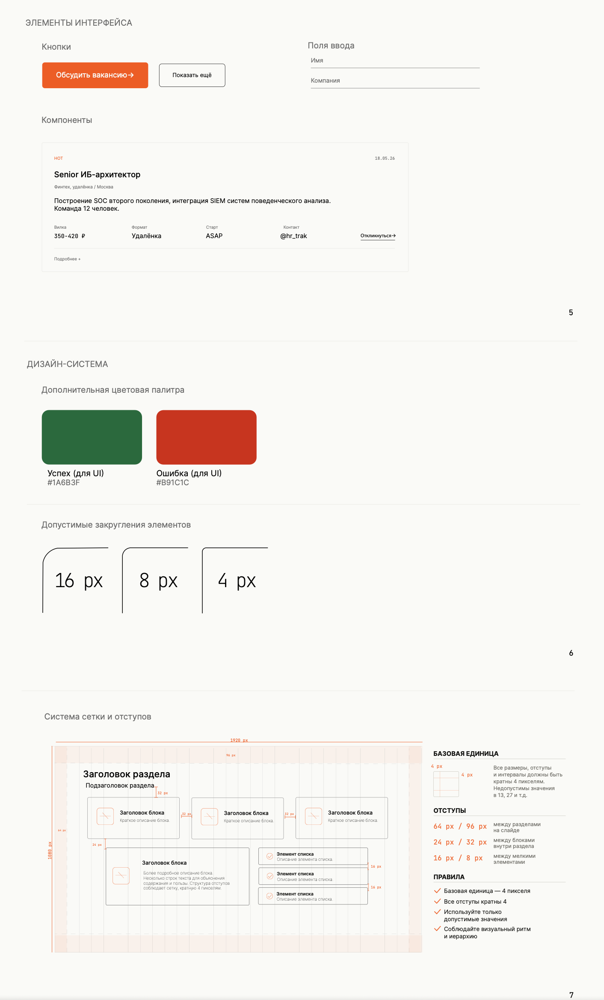 ЭЛЕМЕНТЫ ИНТЕРФЕЙСА
Кнопки
Поля ввода
Обсудить вакансию→
Показать ещё
Имя
Компания
Компоненты
HOT
18.05.26
Senior ИБ-архитектор
Финтех, удалёнка / Москва
Построение SOC второго поколения, интеграция SIEM систем поведенческого анализа.
Команда 12 человек.
Вилка
Формат
Старт
Контакт
350-420 ₽
Удалёнка
ASAP
@hr_trak
Откликнуться→
Подробнее +
5
ДИЗАЙН-СИСТЕМА
Дополнительная цветовая палитра
Успех (для UI)
#1A6B3F
Ошибка (для UI)
#B91C1C
Допустимые закругления элементов
16 px
8 px
4 px
6
Система сетки и отступов
1920 px
96 px
Заголовок раздела
Подзаголовок раздела
32 px
Заголовок блока
Краткое описание блока.
32 px
Заголовок блока
Краткое описание блока.
32 px
Заголовок блока
Краткое описание блока.
64 px
1080 px
24 px
Заголовок блока
Более подробное описание блока.
Несколько строк текста для объяснения
содержания и пользы. Структура отступов
соблюдает сетку, кратную 4 пикселям.
Элемент списка
Описание элемента списка.
16 px
Элемент списка
Описание элемента списка.
16 px
Элемент списка
Описание элемента списка.
БАЗОВАЯ ЕДИНИЦА
4 px
4 px
Все размеры, отступы
и интервалы должны быть
кратны 4 пикселям.
Недопустимы значения
в 13, 27 и т.д.
ОТСТУПЫ
64 px / 96 px
между разделами
на слайде
24 px / 32 px
между блоками
внутри раздела
16 px / 8 px
между мелкими
элементами
ПРАВИЛА
Базовая единица — 4 пикселя
Все отступы кратны 4
Используйте только
допустимые значения
Соблюдайте визуальный ритм
и иерархию
7